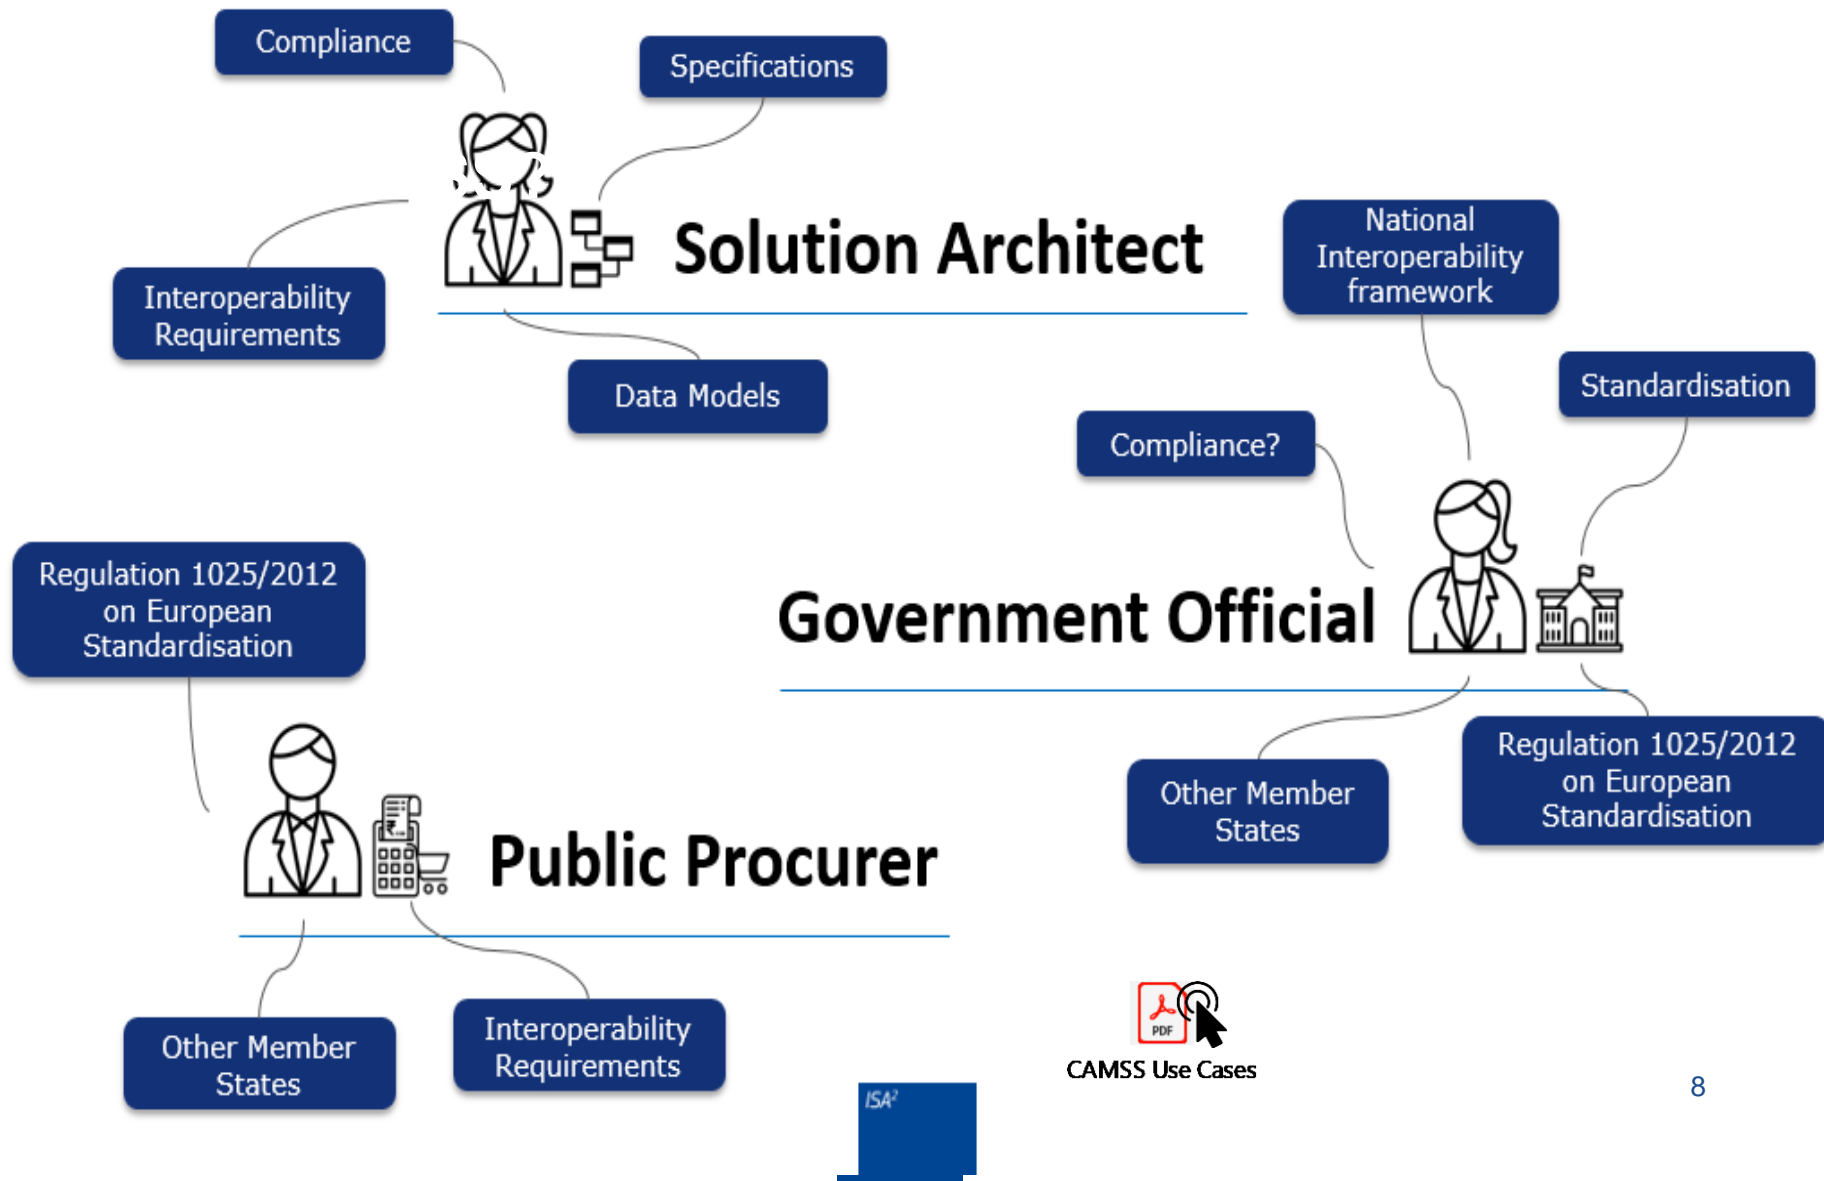 Compliance
Specifications
Solution Architect
Interoperability
Requirements
Data Models
National
Interoperability
framework
Standardisation
Compliance?
Government Official
Regulation 1025/2012
on European
Standardisation
Other Member
States
Regulation 1025/2012
on European
Standardisation
Public Procurer
Other Member
States
Interoperability
Requirements
PDF
CAMSS Use Cases
ISA²
8